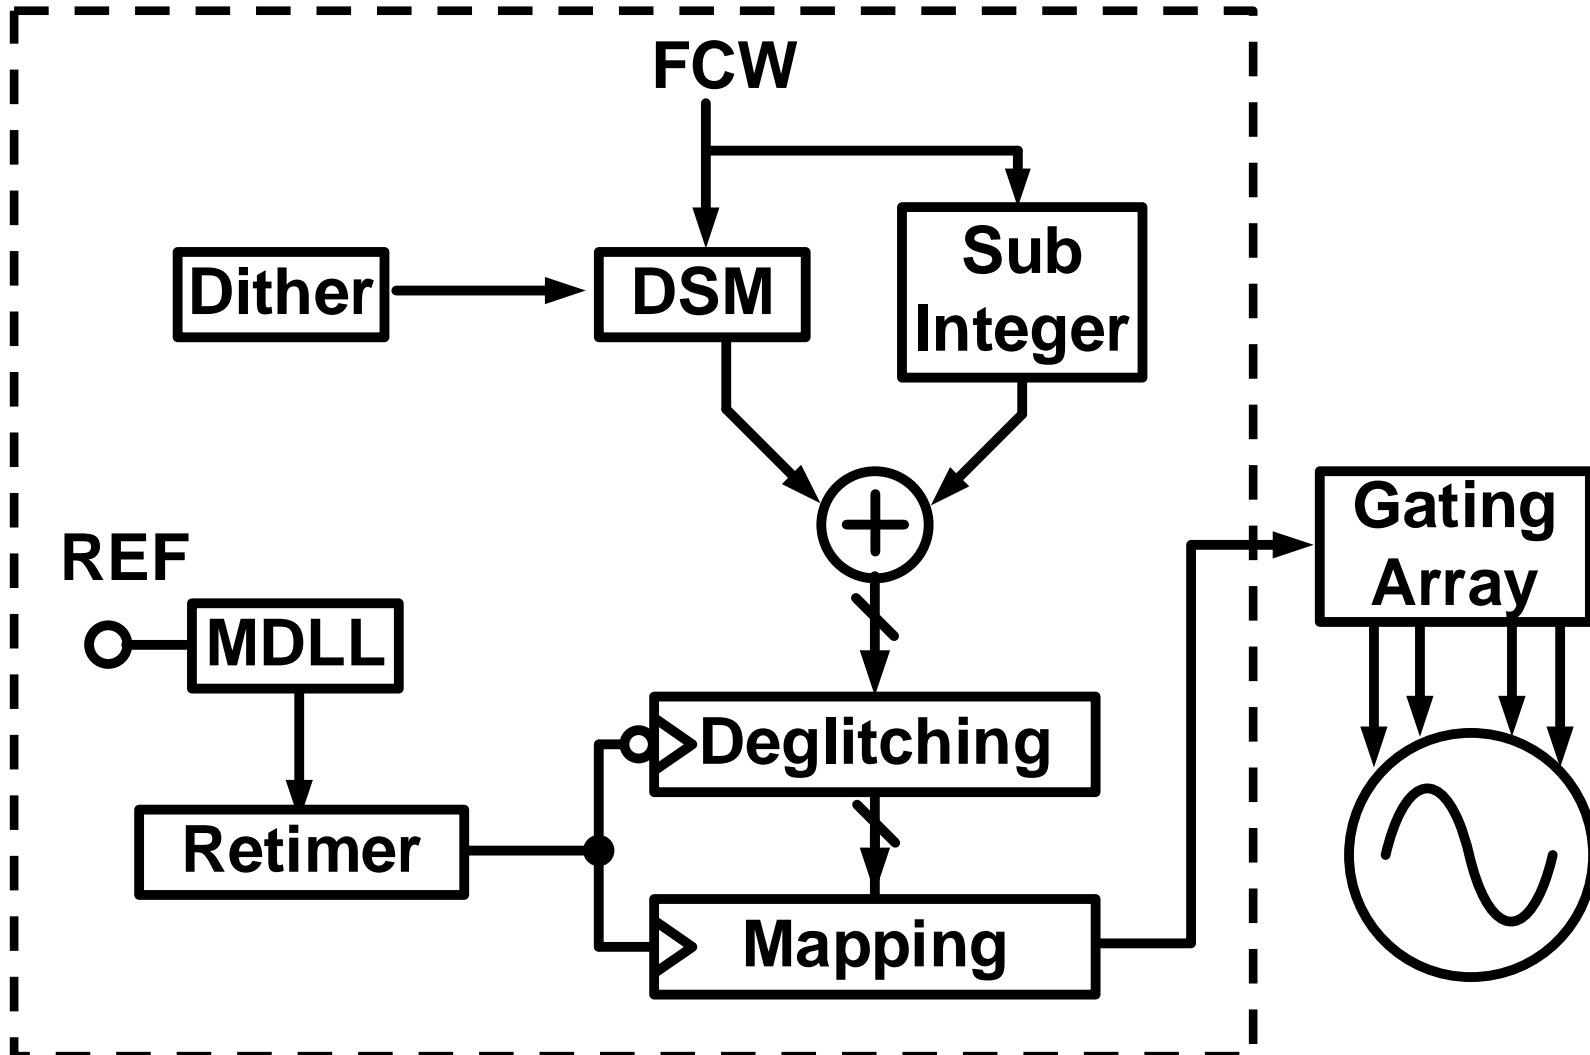 FCW
Dither
DSM
Sub
Integer
REF
MDLL
Gating
Array
Deglitching
Retimer
Mapping